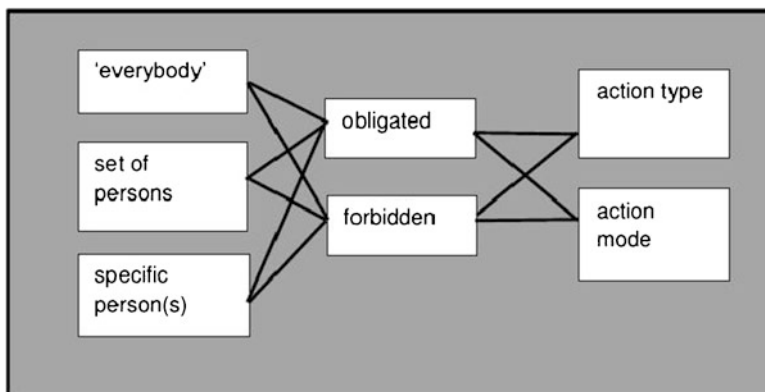 ‘everybody’
set of
persons
specific
person(s)
obligated
forbidden
action type
action
mode